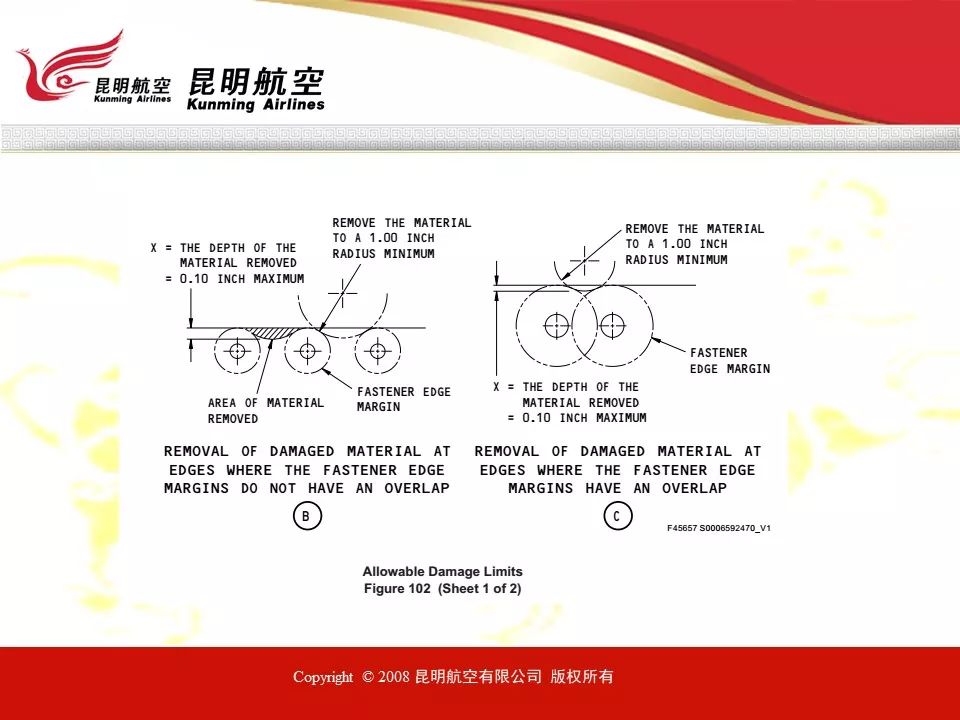 昆明航空
Kunming Airlines
昆明航空
Kunming Airlines
X = THE DEPTH OF THE
MATERIAL REMOVED
= 0.10 INCH MAXIMUM
REMOVE THE MATERIAL
TO A 1.00 INCH
RADIUS MINIMUM
AREA OF MATERIAL
REMOVED
FASTENER EDGE
MARGIN
REMOVAL OF DAMAGED MATERIAL AT
EDGES WHERE THE FASTENER EDGE
MARGINS DO NOT HAVE AN OVERLAP
B
REMOVE THE MATERIAL
TO A 1.00 INCH
RADIUS MINIMUM
FASTENER
EDGE MARGIN
X = THE DEPTH OF THE
MATERIAL REMOVED
= 0.10 INCH MAXIMUM
REMOVAL OF DAMAGED MATERIAL AT
EDGES WHERE THE FASTENER EDGE
MARGINS HAVE AN OVERLAP
C
F45657 S0006592470_V1
Allowable Damage Limits
Figure 102 (Sheet 1 of 2)
Copyright © 2008 昆明航空有限公司 版权所有